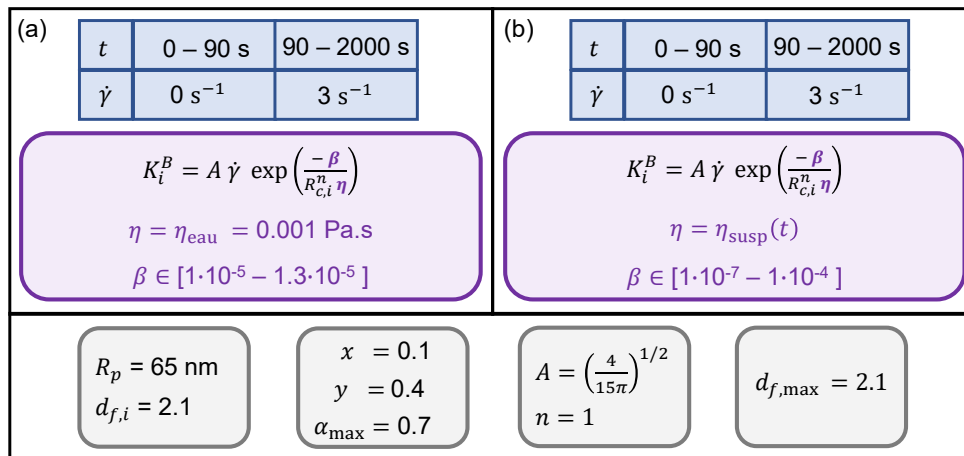 (a)
t 0 – 90 s 90 – 2000 s
γ̇ 0 s⁻¹ 3 s⁻¹
K_i^B = A γ̇ exp(−β / (R_{c,i}^n η))
η = η_eau = 0.001 Pa.s
β ∈ [1·10⁻⁵ – 1.3·10⁻⁵ ]
(b)
t 0 – 90 s 90 – 2000 s
γ̇ 0 s⁻¹ 3 s⁻¹
K_i^B = A γ̇ exp(−β / (R_{c,i}^n η))
η = η_susp(t)
β ∈ [1·10⁻⁷ – 1·10⁻⁴ ]
R_p = 65 nm
d_{f,i} = 2.1
x = 0.1
y = 0.4
α_max = 0.7
A = (4 / 15π)^{1/2}
n = 1
d_{f,max} = 2.1